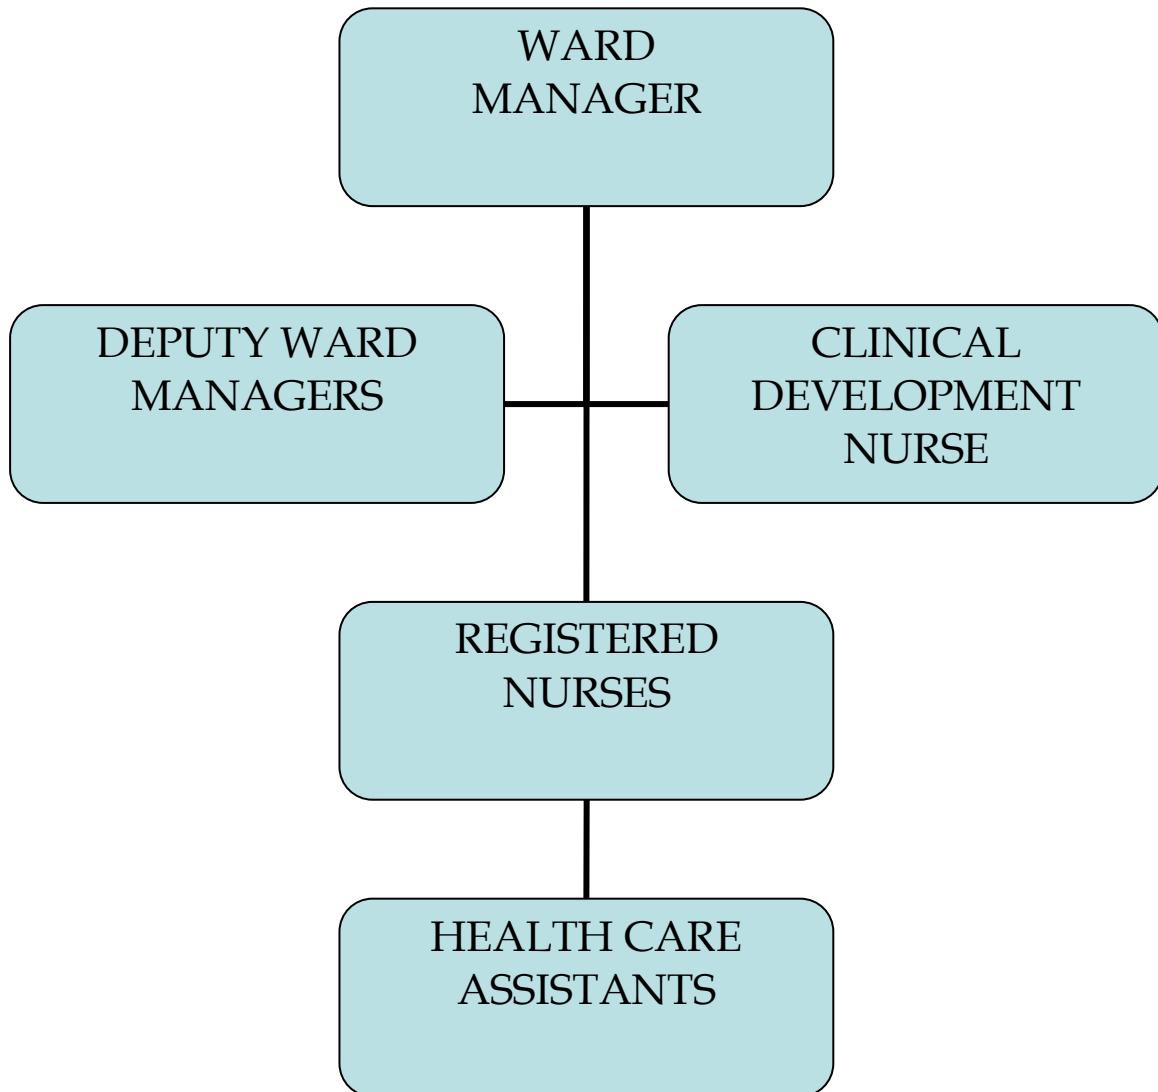 WARD
MANAGER
DEPUTY WARD
MANAGERS
CLINICAL
DEVELOPMENT
NURSE
REGISTERED
NURSES
HEALTH CARE
ASSISTANTS